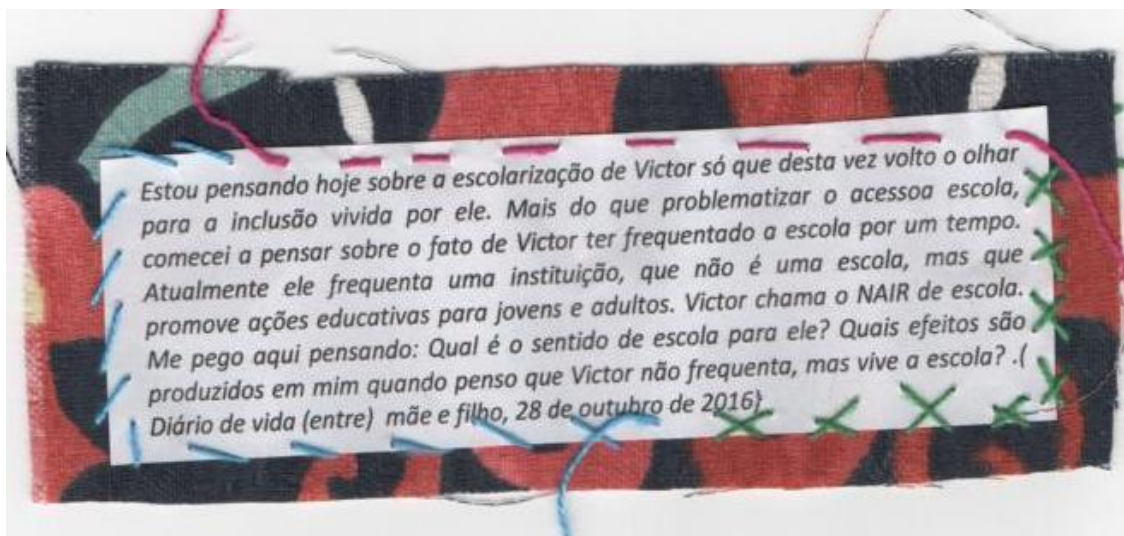 Estou pensando hoje sobre a escolarização de Victor só que desta vez volto o olhar
para a inclusão vivida por ele. Mais do que problematizar o acessoa escola,
comecei a pensar sobre o fato de Victor ter frequentado a escola por um tempo.
Atualmente ele frequenta uma instituição, que não é uma escola, mas que
promove ações educativas para jovens e adultos. Victor chama o NAIR de escola.
Me pego aqui pensando: Qual é o sentido de escola para ele? Quais efeitos são
produzidos em mim quando penso que Victor não frequenta, mas vive a escola? .(
Diário de vida (entre) mãe e filho, 28 de outubro de 2016}